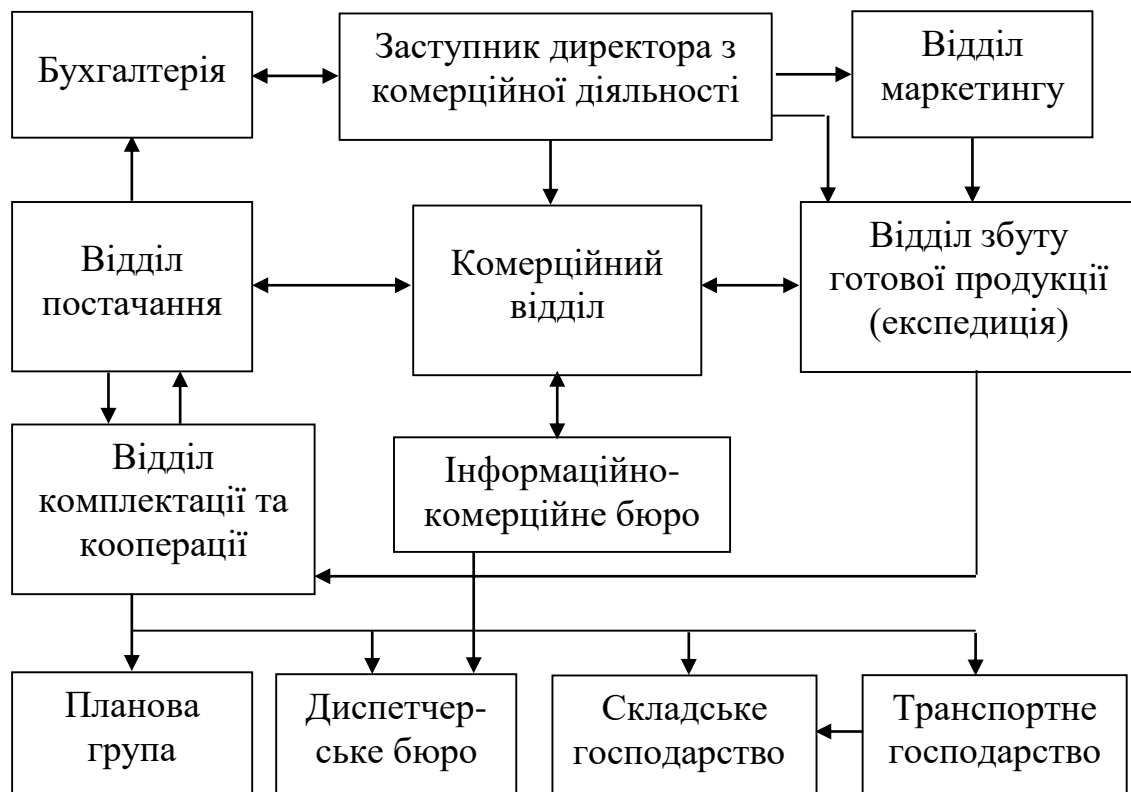 Бухгалтерія
Заступник директора з
комерційної діяльності
Відділ
маркетингу
Відділ
постачання
Комерційний
відділ
Відділ збуту
готової продукції
(експедиція)
Відділ
комплектації та
кооперації
Інформаційно-
комерційне бюро
Планова
група
Диспетчер-
ське бюро
Складське
господарство
Транспортне
господарство